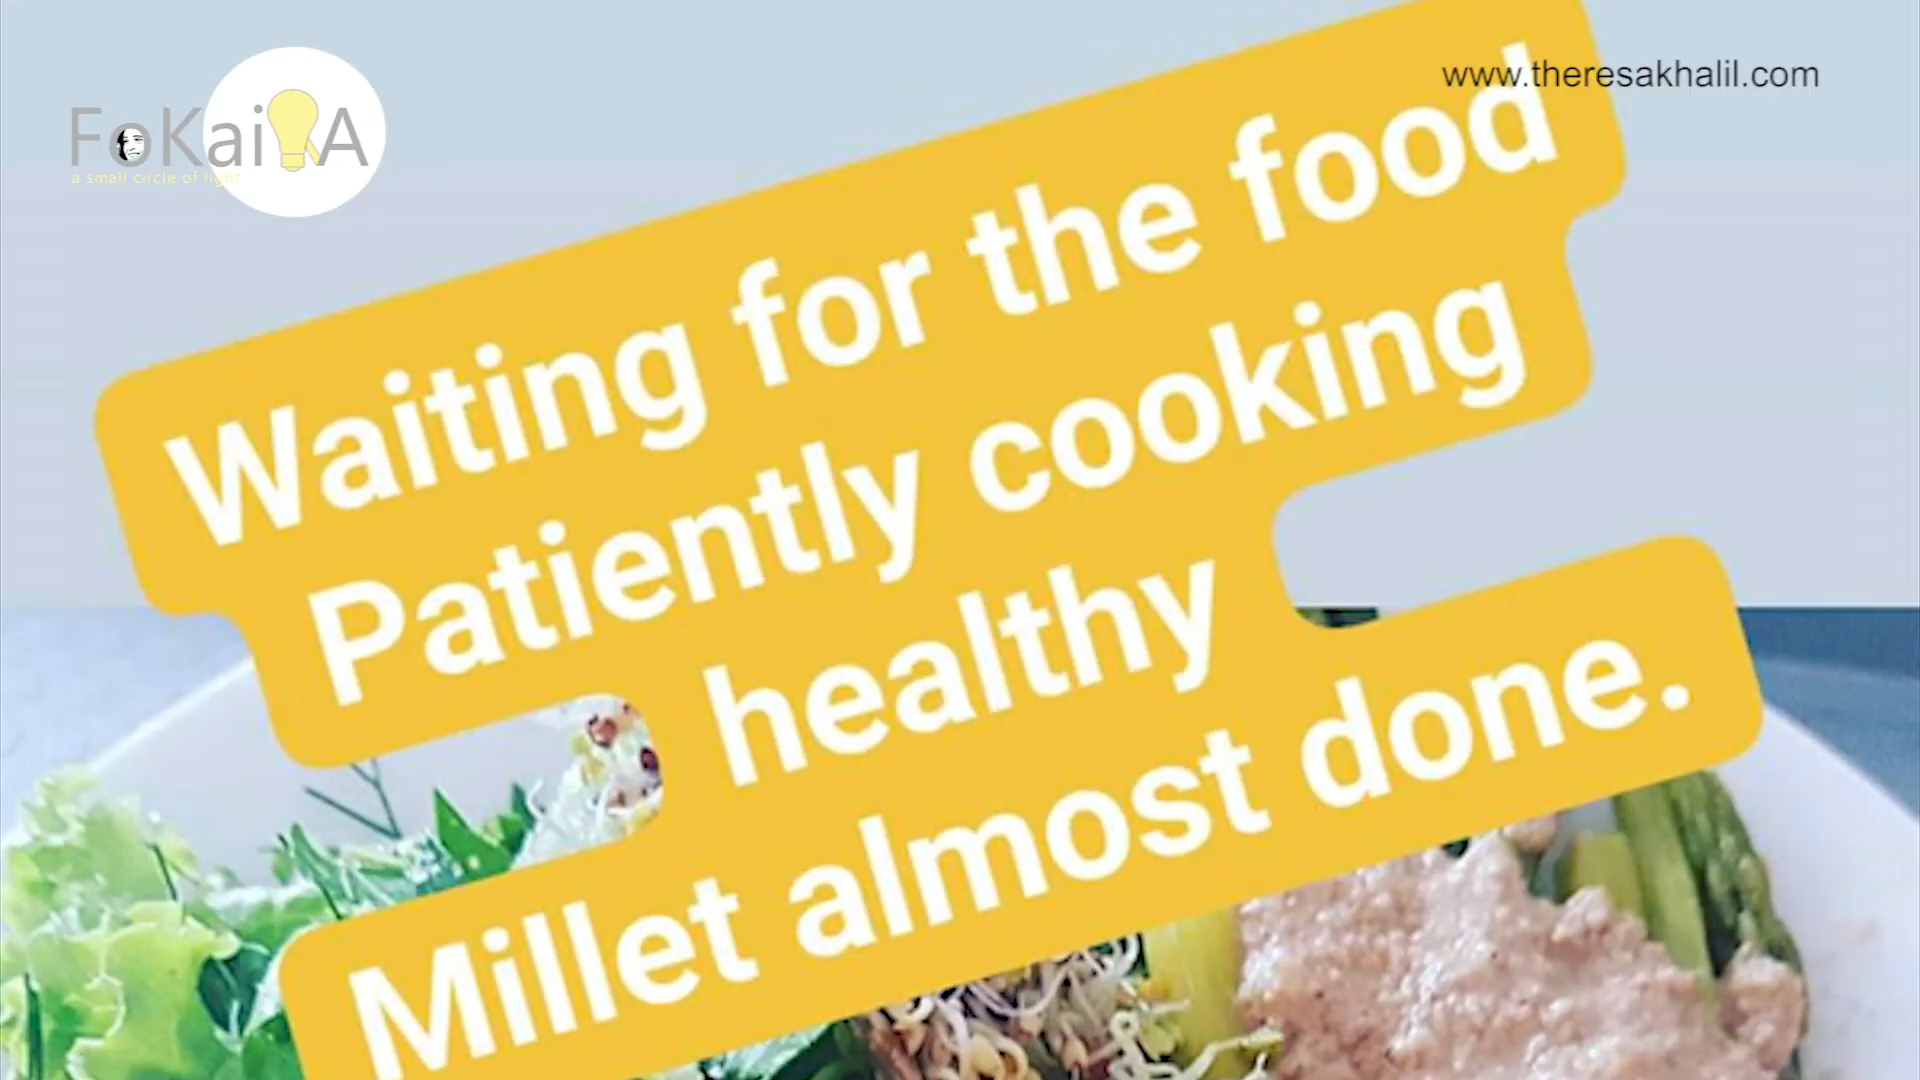 www.theresakhalil.com
FoKaiA
a small circle of light
Waiting for the food
Patiently cooking
healthy
Millet almost done.